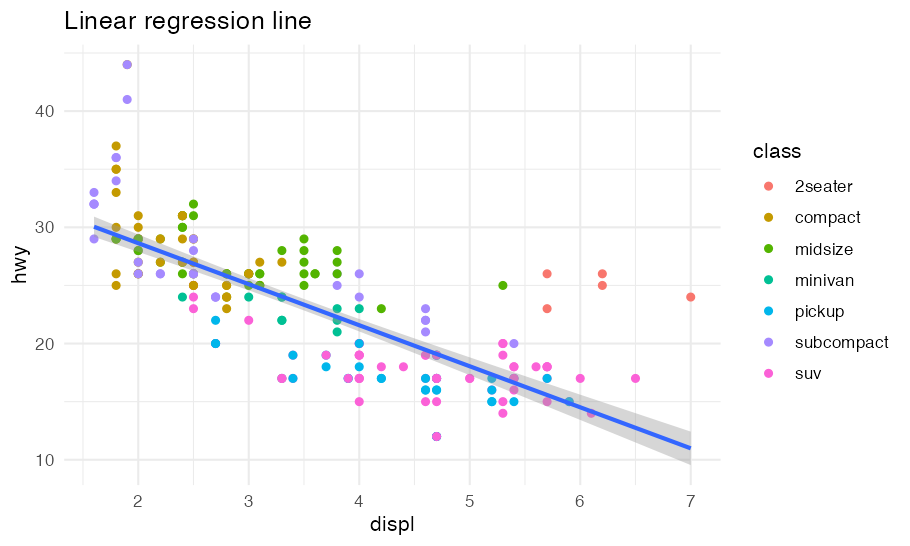 Linear regression line
hwy
40
30
20
10
2
3
4
5
6
7
displ
class
2seater
compact
midsize
minivan
pickup
subcompact
suv